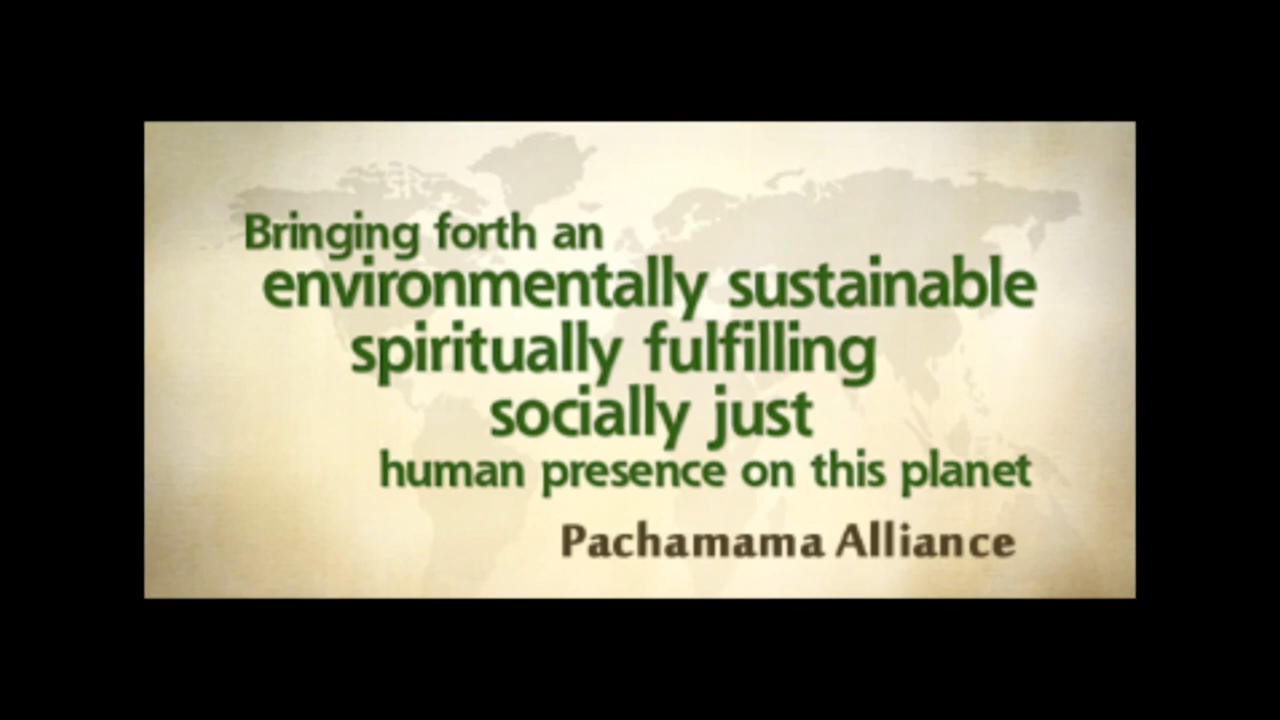 Bringing forth an
environmentally sustainable
spiritually fulfilling
socially just
human presence on this planet
Pachamama Alliance